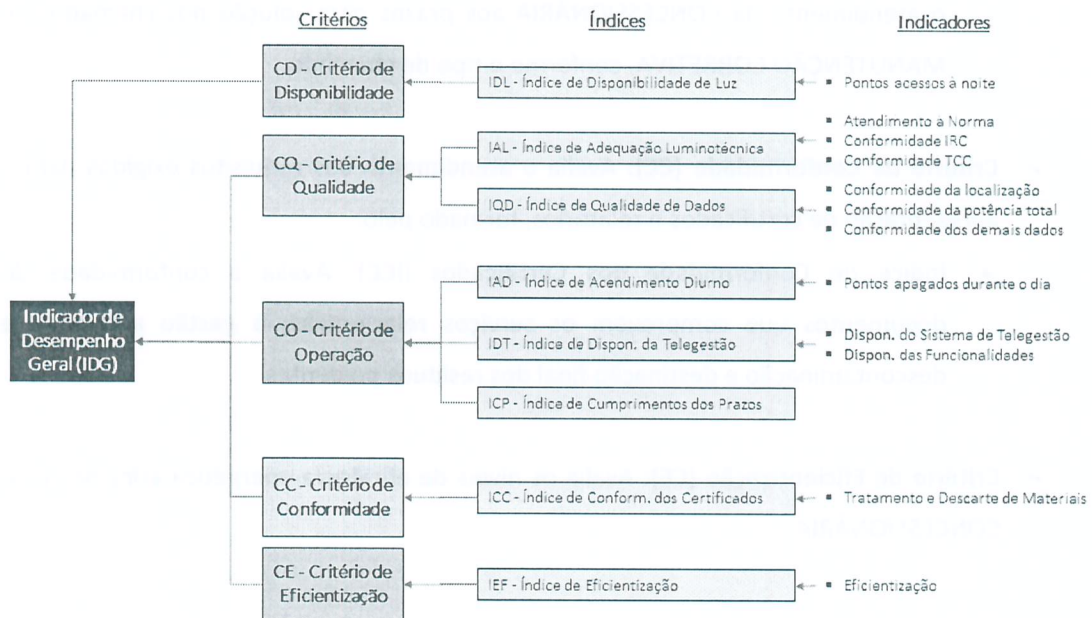 Critérios
Índices
Indicadores
CD - Critério de
Disponibilidade
IDL - Índice de Disponibilidade de Luz
Pontos acessos à noite
CQ - Critério de
Qualidade
IAL - Índice de Adequação Luminotécnica
Atendimento à Norma
Conformidade IRC
Conformidade TCC
IQD - Índice de Qualidade de Dados
Conformidade da localização
Conformidade da potência total
Conformidade dos demais dados
Indicador de
Desempenho
Geral (IDG)
CO - Critério de
Operação
IAD - Índice de Acendimento Diurno
Pontos apagados durante o dia
IDT - Índice de Dispon. da Telegestão
Dispon. do Sistema de Telegestão
Dispon. das Funcionalidades
ICP - Índice de Cumprimentos dos Prazos
CC - Critério de
Conformidade
ICC - Índice de Conform. dos Certificados
Tratamento e Descarte de Materiais
CE - Critério de
Eficientização
IEF - Índice de Eficientização
Eficientização